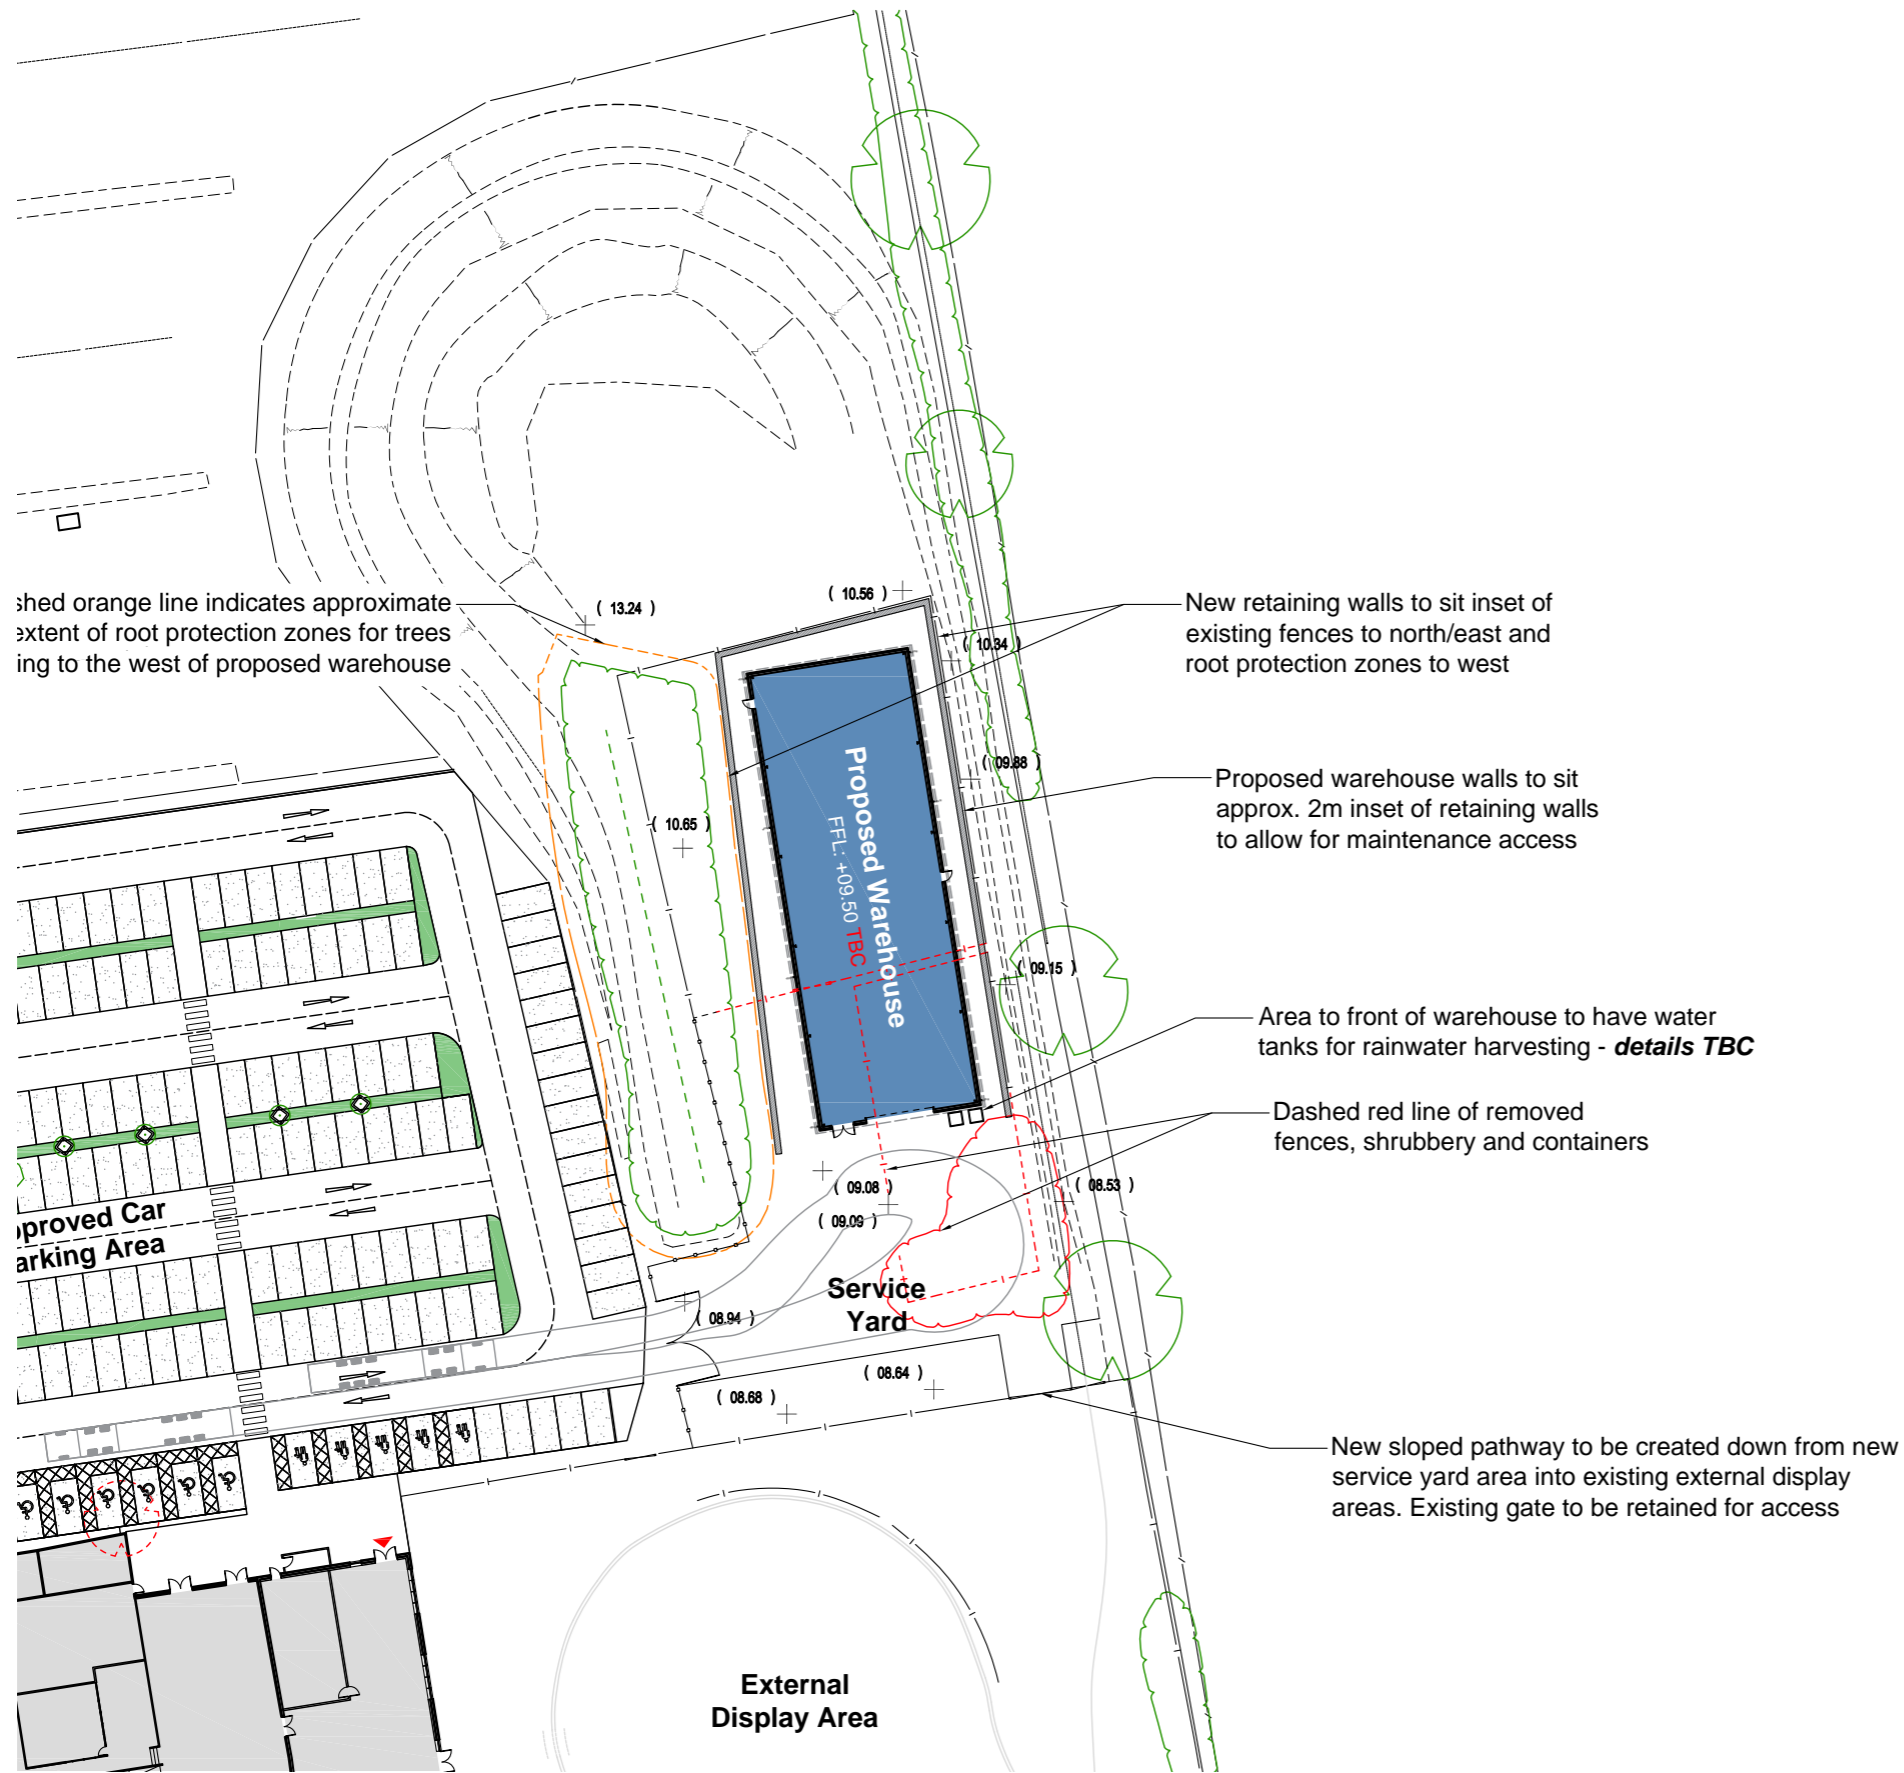 shed orange line indicates approximate
extent of root protection zones for trees
ing to the west of proposed warehouse
( 13.24 )
( 10.56 )
( 10.34 )
New retaining walls to sit inset of
existing fences to north/east and
root protection zones to west
( 09.88 )
Proposed warehouse walls to sit
approx. 2m inset of retaining walls
to allow for maintenance access
( 10.65 )
Proposed Warehouse
FFL: +09.50 TBC
( 09.15 )
Area to front of warehouse to have water
tanks for rainwater harvesting - details TBC
Dashed red line of removed
fences, shrubbery and containers
( 09.08 )
( 09.09 )
( 08.53 )
pproved Car
arking Area
Service
Yard
( 08.94 )
( 08.64 )
( 08.68 )
New sloped pathway to be created down from new
service yard area into existing external display
areas. Existing gate to be retained for access
External
Display Area